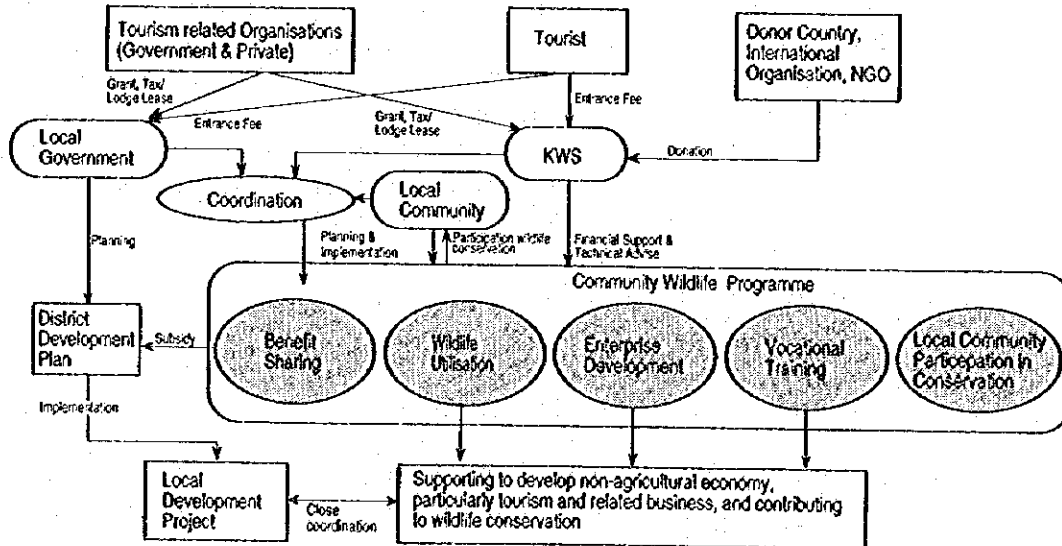 Tourism related Organisations
(Government & Private)
Tourist
Donor Country,
International
Organisation, NGO
Grant, Tax/
Lodge Lease
Entrance Fee
Grant, Tax/
Lodge Lease
Entrance Fee
Local
Government
KWS
Donation
Coordination
Local
Community
Planning
Planning &
Implementation
Participation wildlife
conservation
Financial Support &
Technical Advise
Community Wildlife Programme
District
Development
Plan
Subsidy
Benefit
Sharing
Wildlife
Utilisation
Enterprise
Development
Vocational
Training
Local Community
Particepation in
Conservation
Implementation
Local
Development
Project
Close
coordination
Supporting to develop non-agricultural economy,
particularly tourism and related business, and contributing
to wildlife conservation